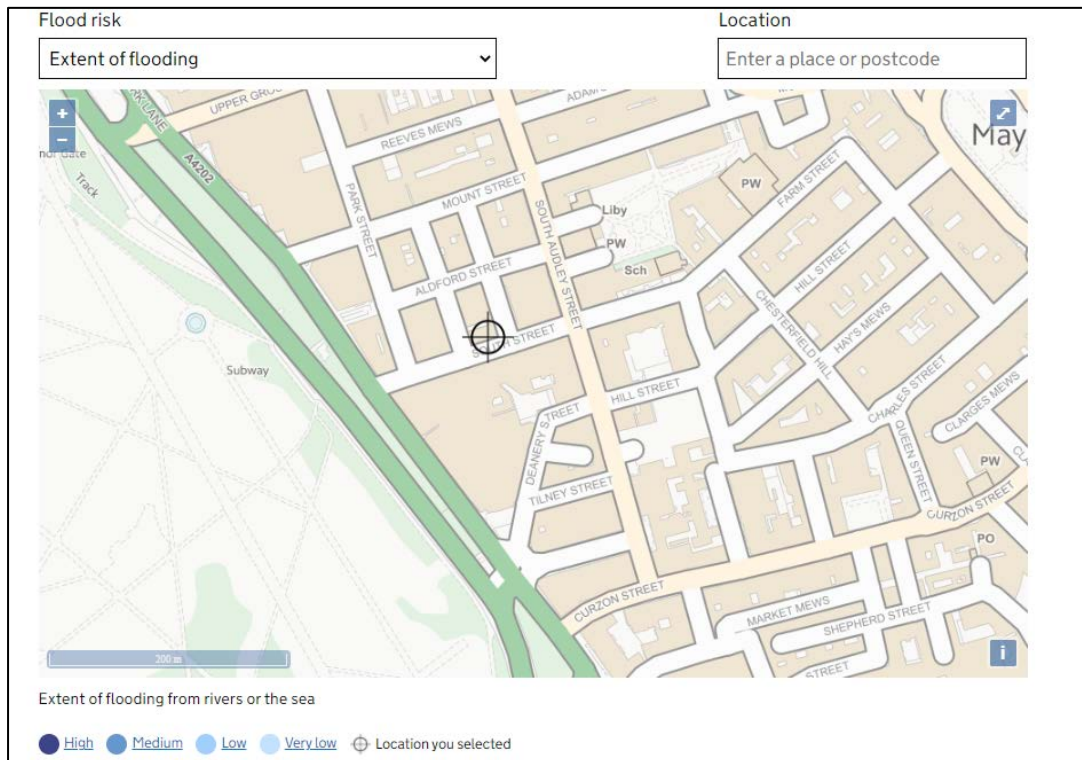 Flood risk
Location
Extent of flooding
Enter a place or postcode
+
−
PARK LANE
UPPER GRO
ADAMS
REEVES MEWS
nor Gate
A4202
Track
May
PW
FARM STREET
MOUNT STREET
PARK STREET
SOUTH AUDLEY STREET
Liby
PW
HILL STREET
ALDFORD STREET
Sch
CHESTERFIELD HILL
HAY'S MEWS
SOUTH STREET
Subway
HILL STREET
CHARLES STREET
CLARGES MEWS
DEANERY STREET
QUEEN STREET
TILNEY STREET
PW
CURZON STREET
PO
CURZON STREET
MARKET MEWS
SHEPHERD STREET
STREET
i
200 m
Extent of flooding from rivers or the sea
High Medium Low Very low Location you selected